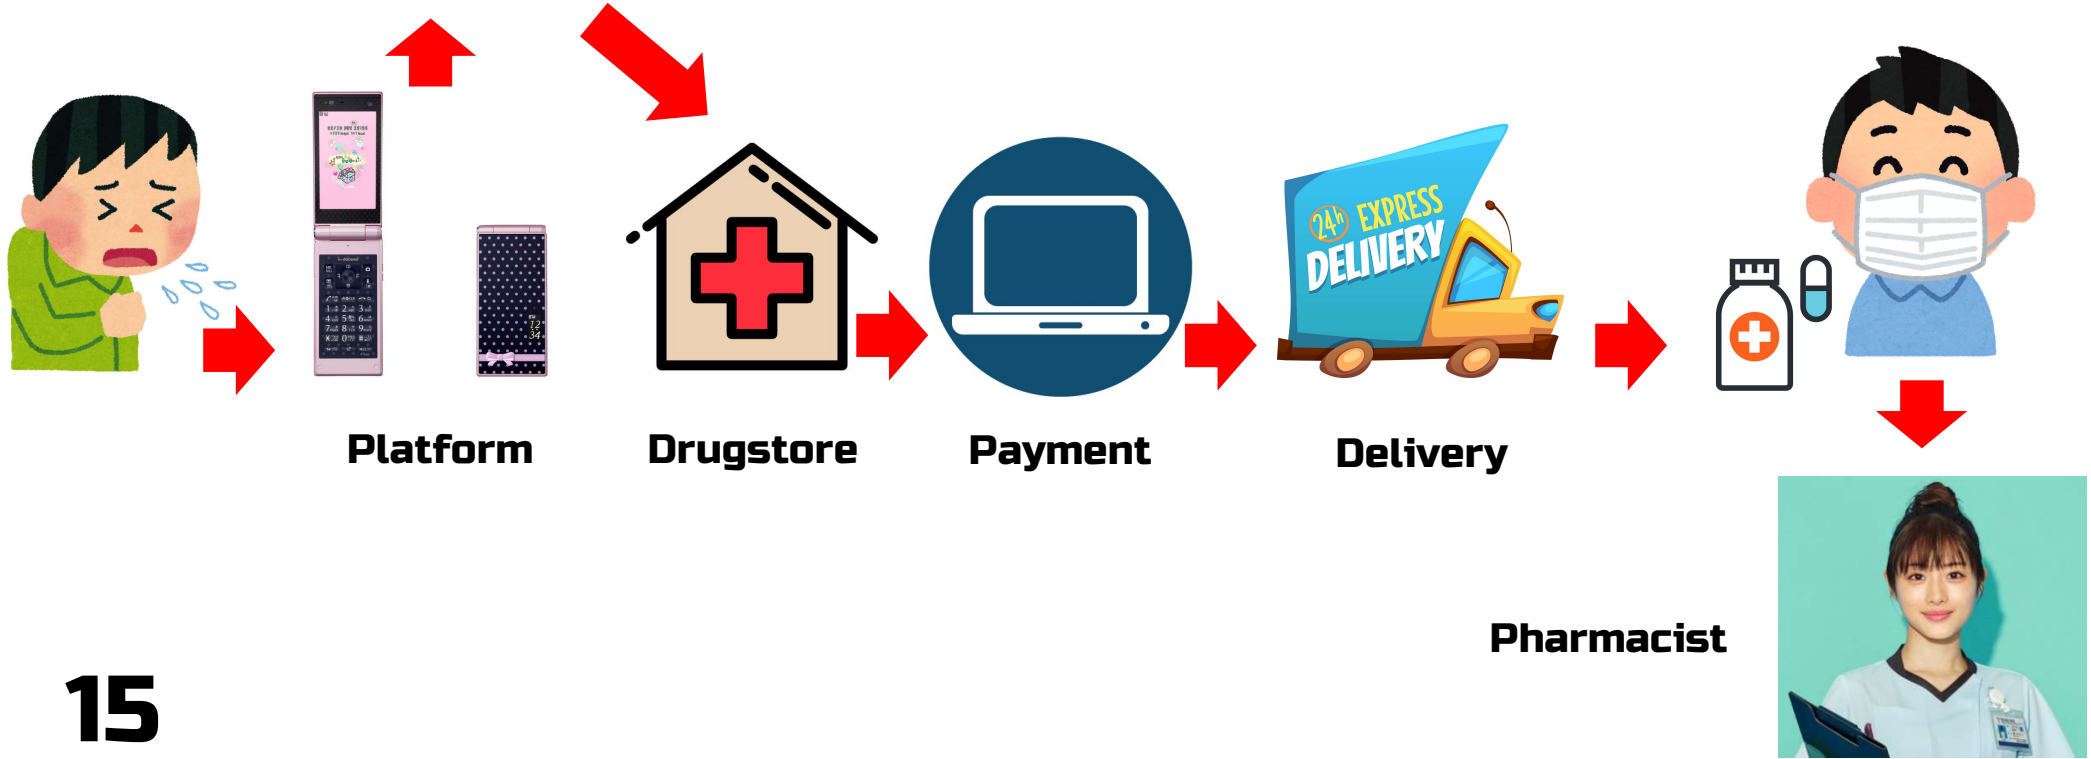 24h EXPRESS
DELIVERY
Platform
Drugstore
Payment
Delivery
Pharmacist
15